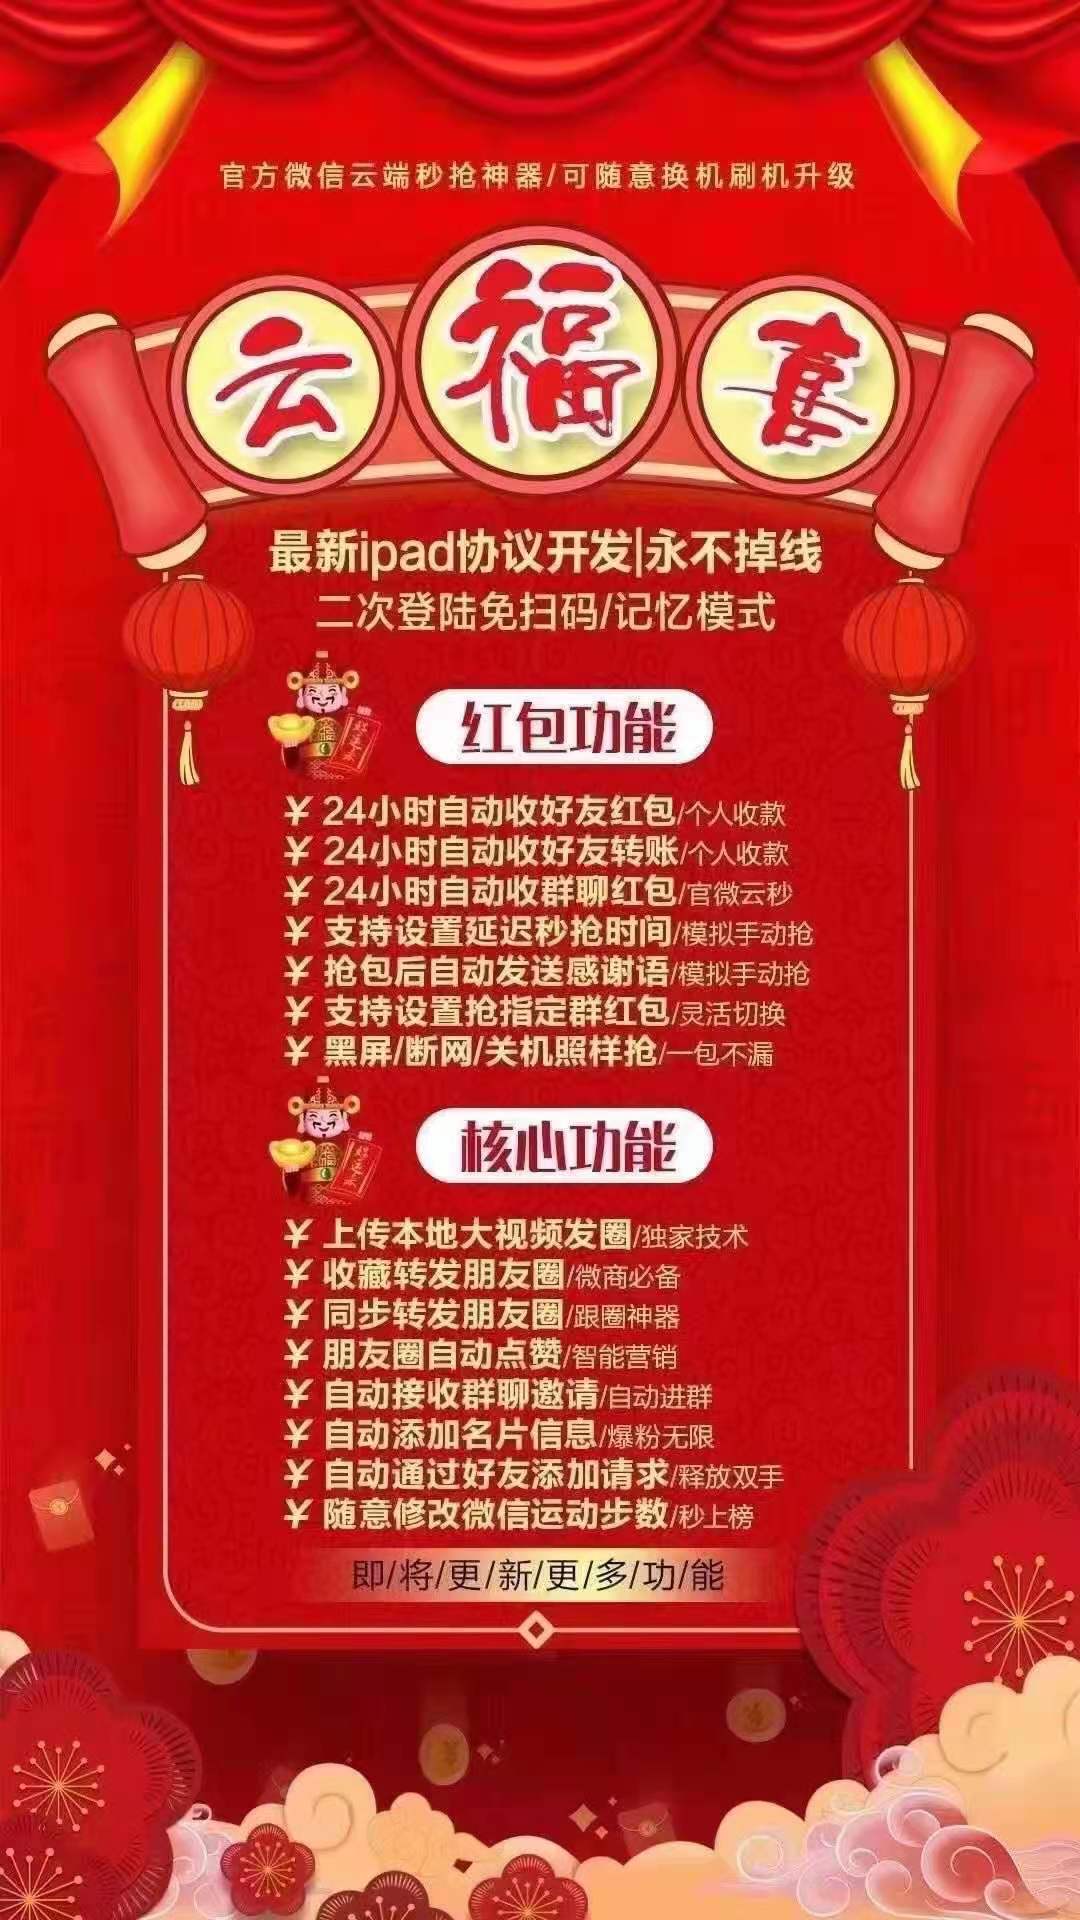 官方微信云端秒抢神器/可随意换机刷机升级
云福喜
最新ipad协议开发|永不掉线
二次登陆免扫码/记忆模式
红包功能
¥ 24小时自动收好友红包/个人收款
¥ 24小时自动收好友转账/个人收款
¥ 24小时自动收群聊红包/官微云秒
¥ 支持设置延迟秒抢时间/模拟手动抢
¥ 抢包后自动发送感谢语/模拟手动抢
¥ 支持设置抢指定群红包/灵活切换
¥ 黑屏/断网/关机照样抢/一包不漏
核心功能
¥ 上传本地大视频发圈/独家技术
¥ 收藏转发朋友圈/微商必备
¥ 同步转发朋友圈/跟圈神器
¥ 朋友圈自动点赞/智能营销
¥ 自动接收群聊邀请/自动进群
¥ 自动添加名片信息/爆粉无限
¥ 自动通过好友添加请求/释放双手
¥ 随意修改微信运动步数/秒上榜
即/将/更/新/更/多/功/能